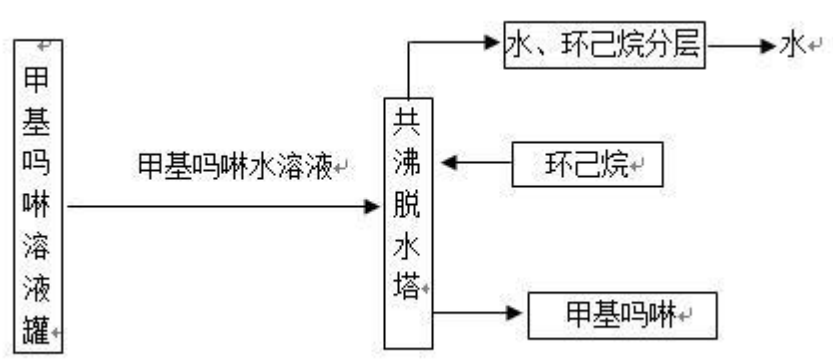 水、环己烷分层
水
甲基吗啉溶液罐
甲基吗啉水溶液
共沸脱水塔
环己烷
甲基吗啉